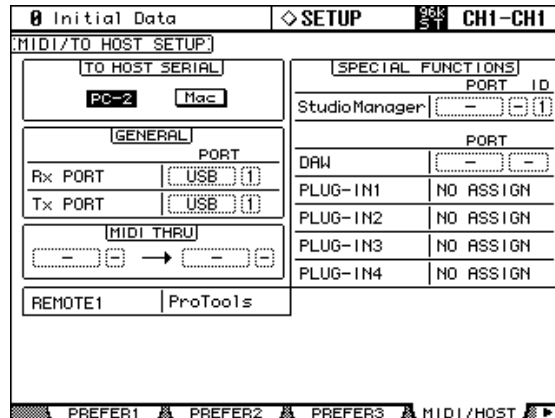 0 Initial Data ◇SETUP 96k ST CH1-CH1
MIDI/TO HOST SETUP
TO HOST SERIAL
PC-2 Mac
GENERAL
PORT
Rx PORT USB 1
Tx PORT USB 1
MIDI THRU
– – → – –
REMOTE1 ProTools
SPECIAL FUNCTIONS
PORT ID
StudioManager – – 1
PORT
DAW – –
PLUG-IN1 NO ASSIGN
PLUG-IN2 NO ASSIGN
PLUG-IN3 NO ASSIGN
PLUG-IN4 NO ASSIGN
PREFER1 PREFER2 PREFER3 MIDI/HOST